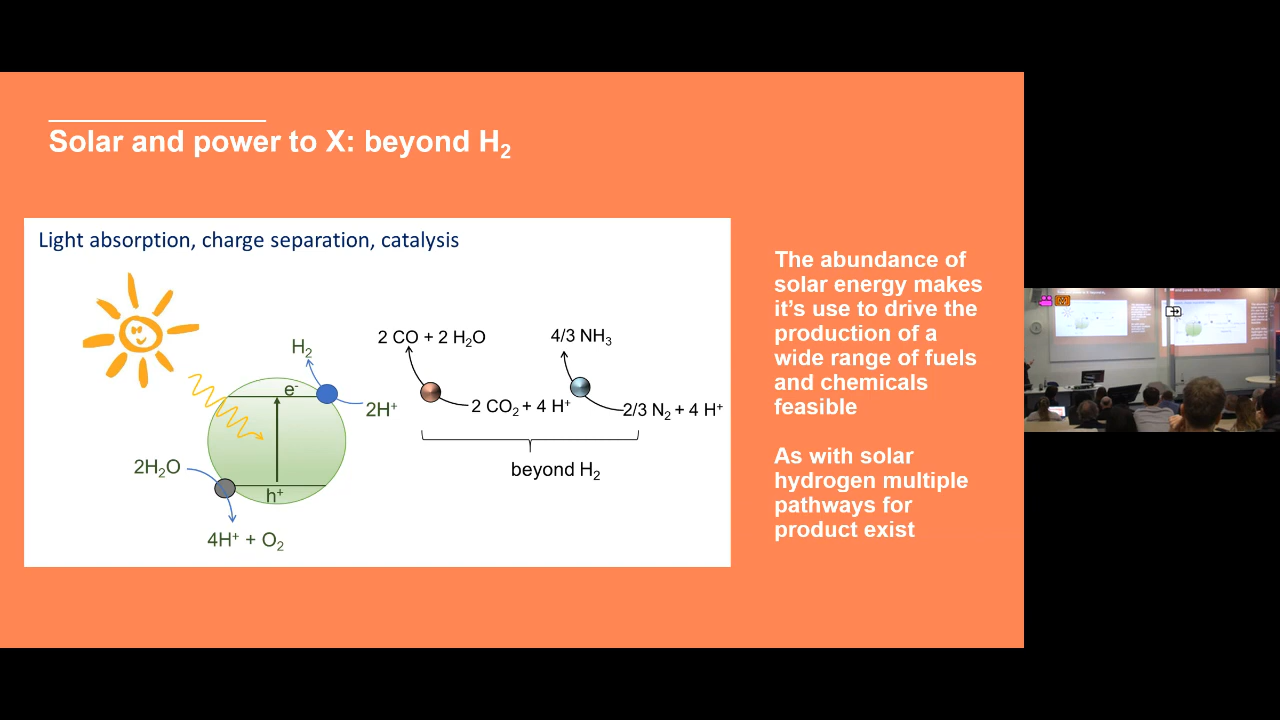 Solar and power to X: beyond H₂
Light absorption, charge separation, catalysis
H₂
e⁻
2H⁺
2H₂O
h⁺
4H⁺ + O₂
2 CO + 2 H₂O
2 CO₂ + 4 H⁺
4/3 NH₃
2/3 N₂ + 4 H⁺
beyond H₂
The abundance of
solar energy makes
it's use to drive the
production of a
wide range of fuels
and chemicals
feasible
As with solar
hydrogen multiple
pathways for
product exist